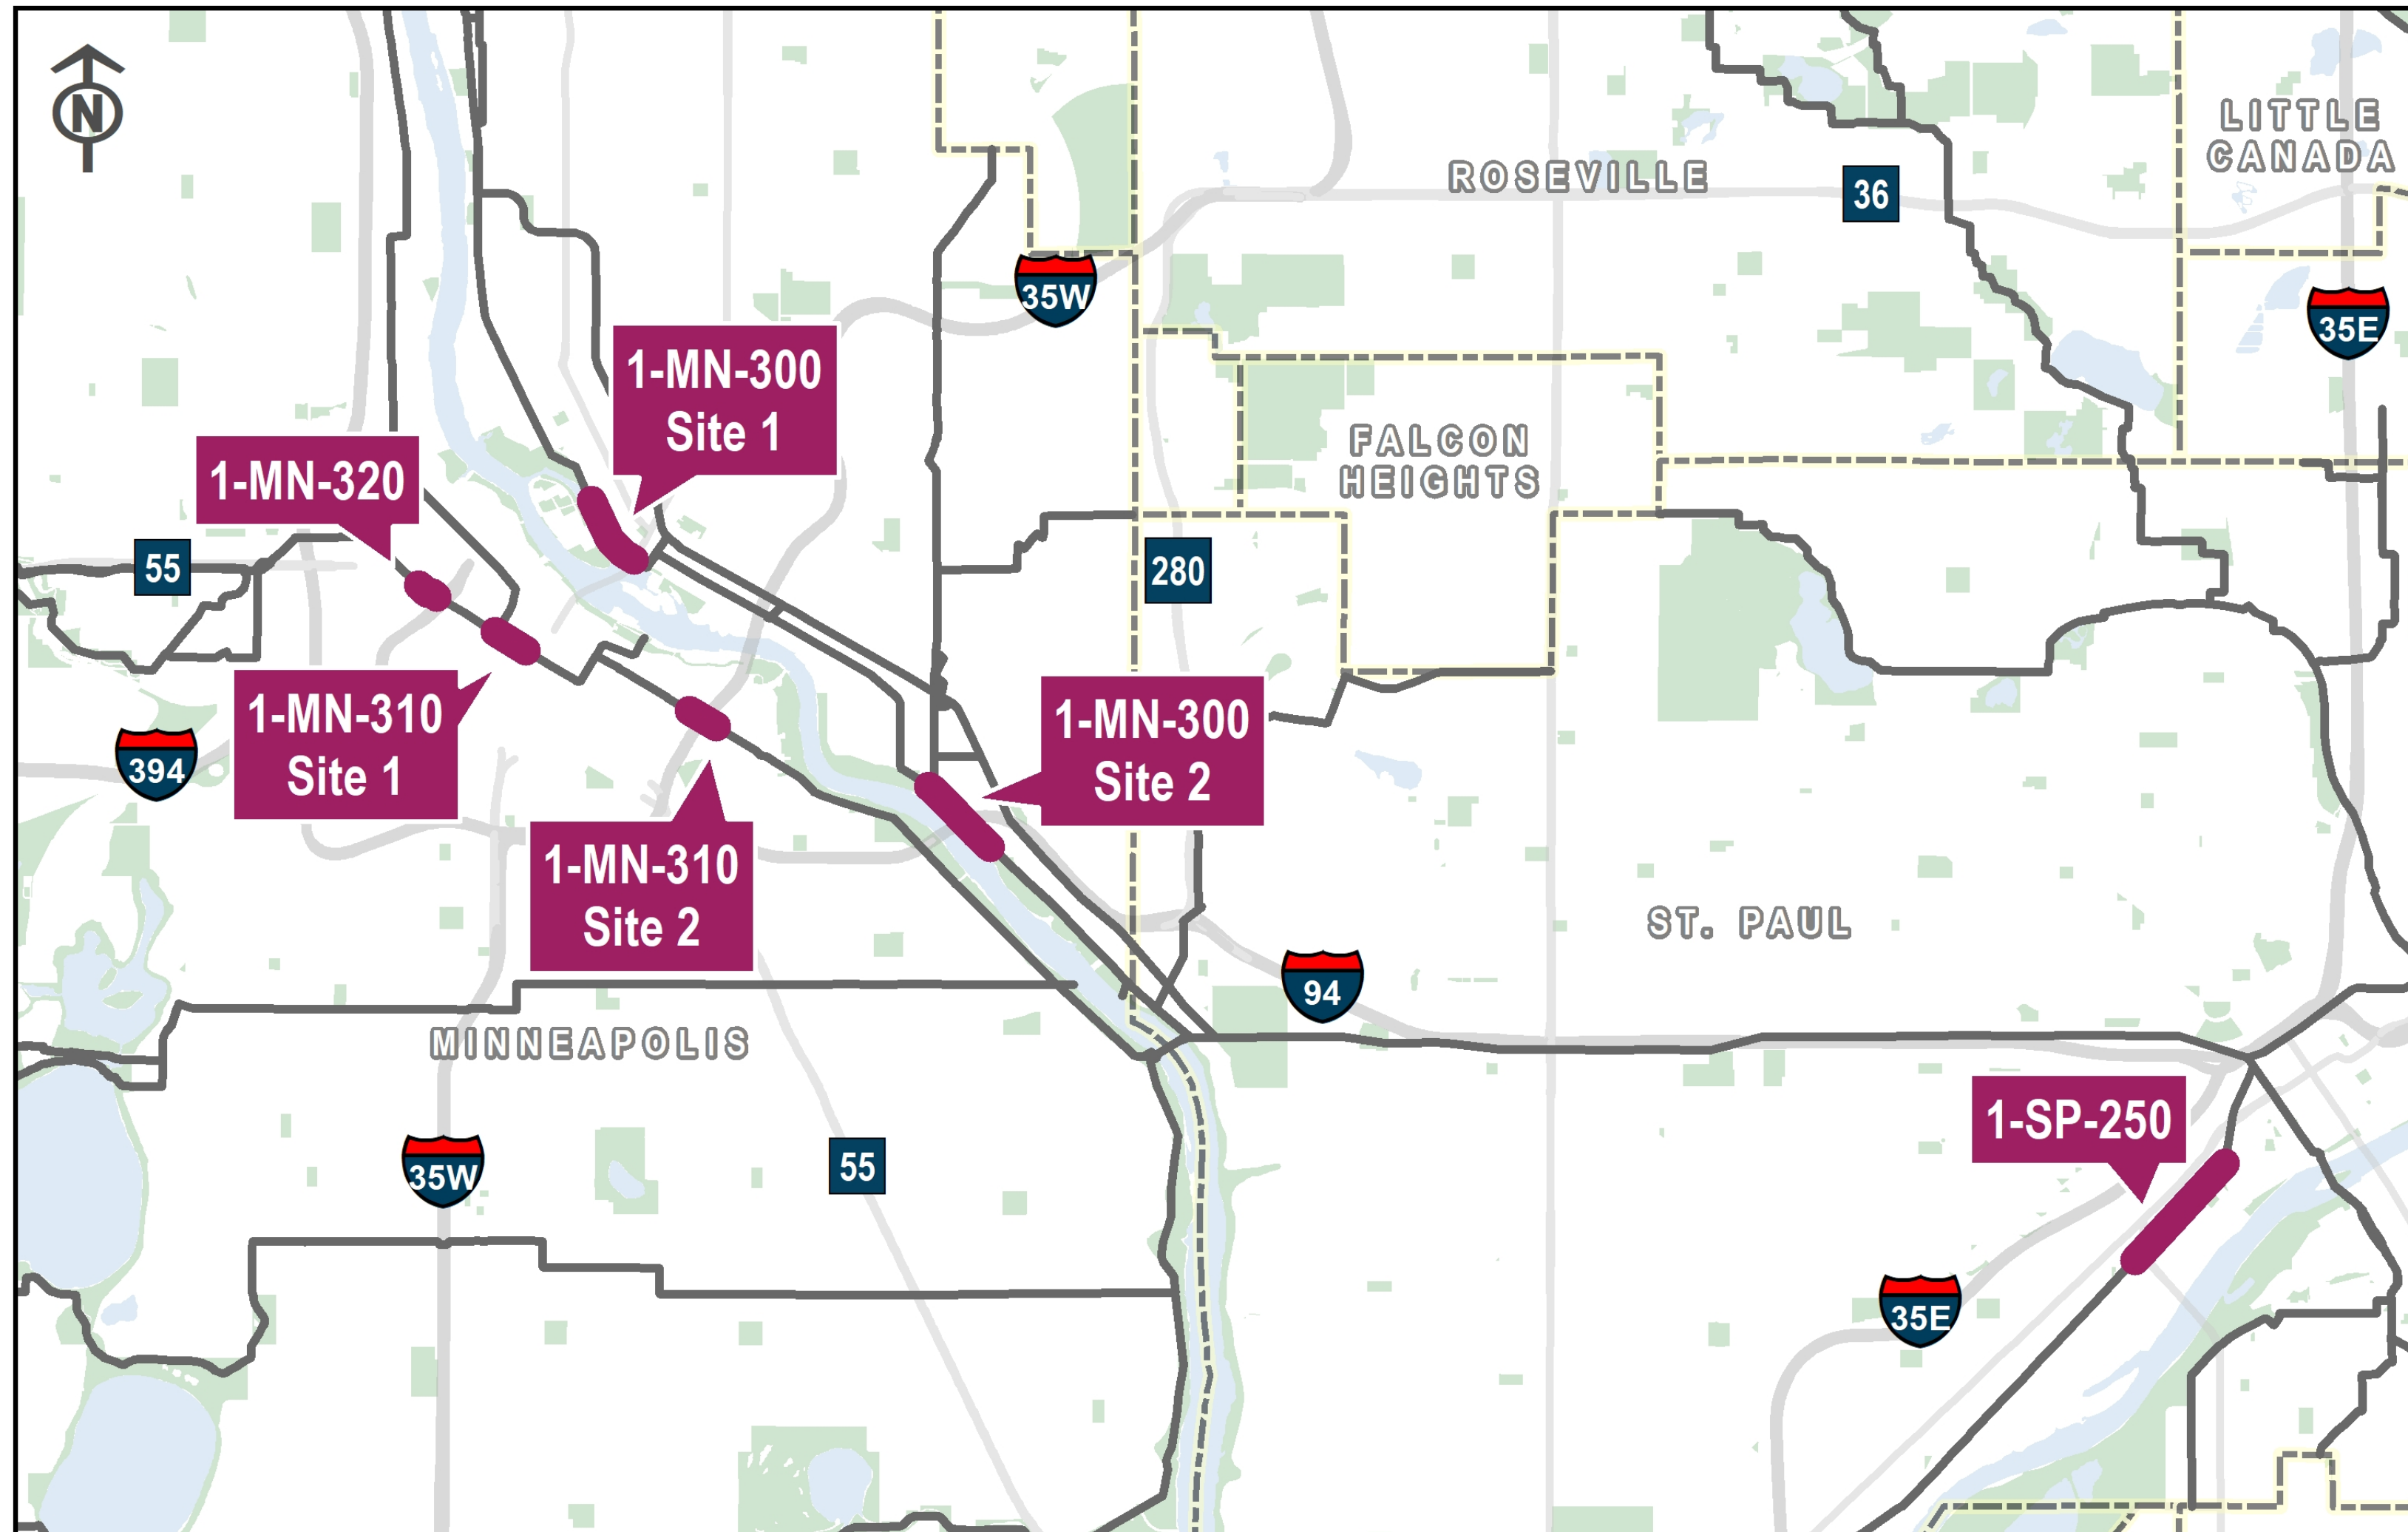 N
LITTLE
CANADA
ROSEVILLE
36
35W
35E
1-MN-300
Site 1
FALCON
HEIGHTS
1-MN-320
55
280
1-MN-310
Site 1
1-MN-300
Site 2
394
1-MN-310
Site 2
ST. PAUL
94
MINNEAPOLIS
1-SP-250
35W
55
35E